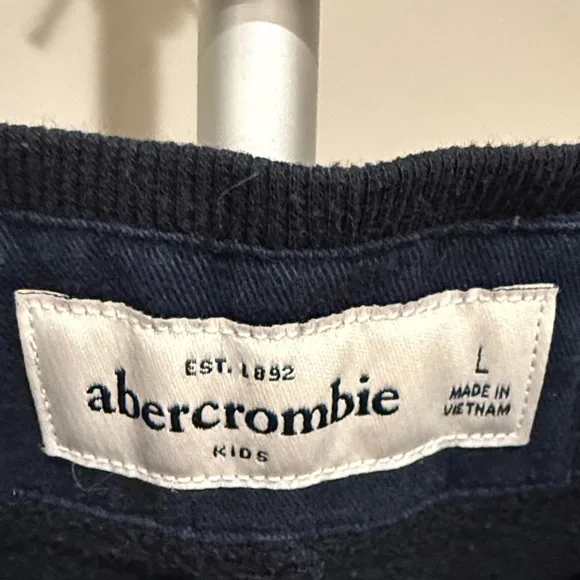 EST. 1892
abercrombie
KIDS
L
MADE IN
VIETNAM